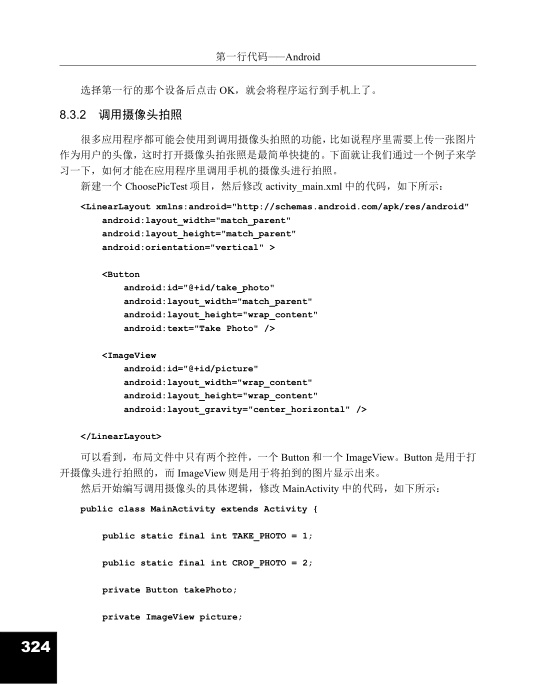 第一行代码——Android
选择第一行的那个设备后点击 OK，就会将程序运行到手机上了。
8.3.2 调用摄像头拍照
很多应用程序都可能会使用到调用摄像头拍照的功能，比如说程序里需要上传一张图片
作为用户的头像，这时打开摄像头拍张照是最简单快捷的。下面就让我们通过一个例子来学
习一下，如何才能在应用程序里调用手机的摄像头进行拍照。
新建一个 ChoosePicTest 项目，然后修改 activity_main.xml 中的代码，如下所示：
<LinearLayout xmlns:android="http://schemas.android.com/apk/res/android"
android:layout_width="match_parent"
android:layout_height="match_parent"
android:orientation="vertical" >
<Button
android:id="@+id/take_photo"
android:layout_width="match_parent"
android:layout_height="wrap_content"
android:text="Take Photo" />
<ImageView
android:id="@+id/picture"
android:layout_width="wrap_content"
android:layout_height="wrap_content"
android:layout_gravity="center_horizontal" />
</LinearLayout>
可以看到，布局文件中只有两个控件，一个 Button 和一个 ImageView。Button 是用于打
开摄像头进行拍照的，而 ImageView 则是用于将拍到的图片显示出来。
然后开始编写调用摄像头的具体逻辑，修改 MainActivity 中的代码，如下所示：
public class MainActivity extends Activity {
public static final int TAKE_PHOTO = 1;
public static final int CROP_PHOTO = 2;
private Button takePhoto;
private ImageView picture;
324